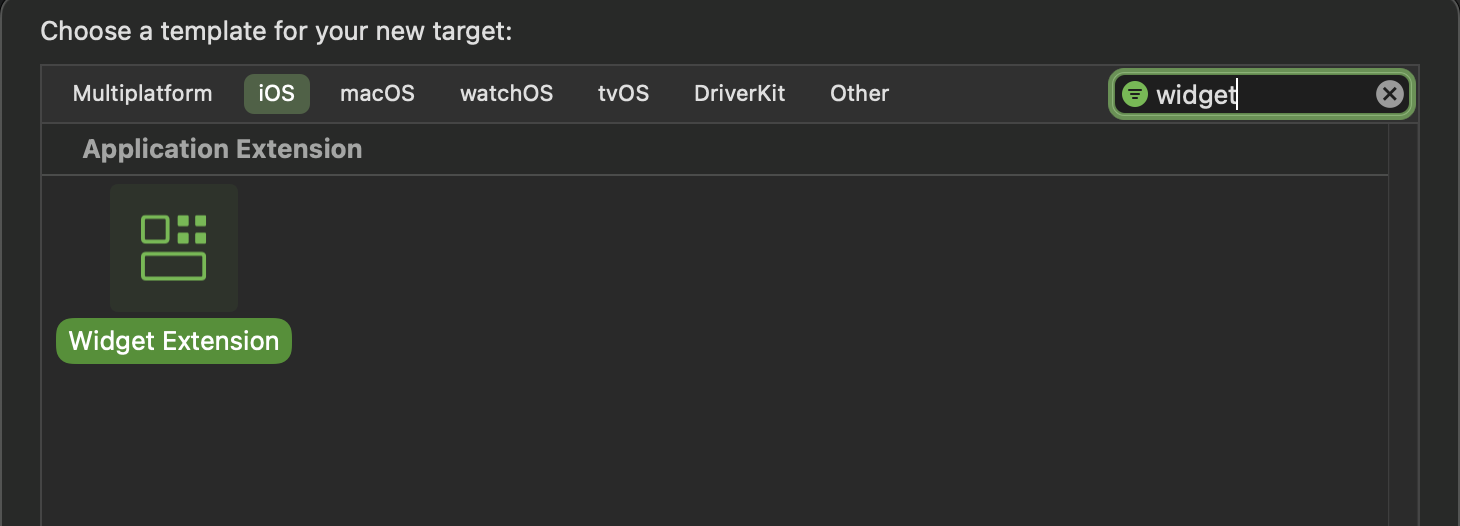 Choose a template for your new target:
Multiplatform iOS macOS watchOS tvOS DriverKit Other widget
Application Extension
Widget Extension